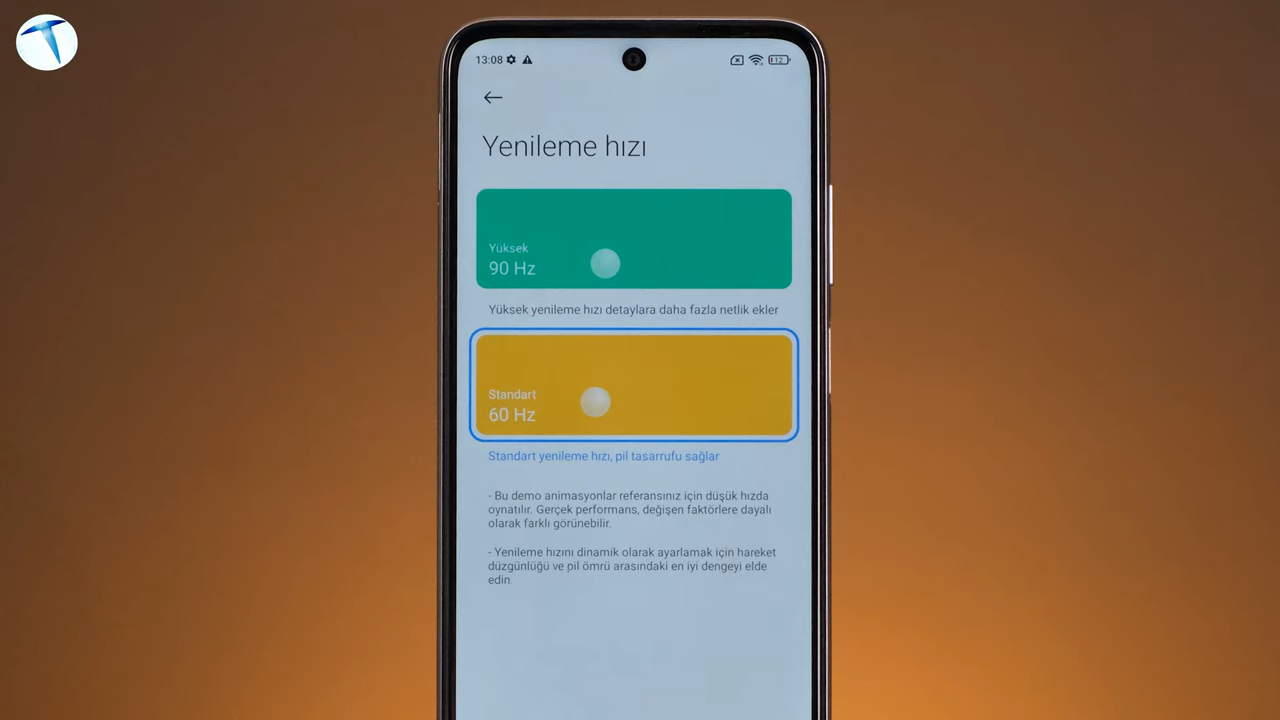 13:08
12
Yenileme hızı
Yüksek
90 Hz
Yüksek yenileme hızı detaylara daha fazla netlik ekler
Standart
60 Hz
Standart yenileme hızı, pil tasarrufu sağlar
- Bu demo animasyonlar referansınız için düşük hızda
oynatılır. Gerçek performans, değişen faktörlere dayalı
olarak farklı görünebilir.
- Yenileme hızını dinamik olarak ayarlamak için hareket
düzgünlüğü ve pil ömrü arasındaki en iyi dengeyi elde
edin